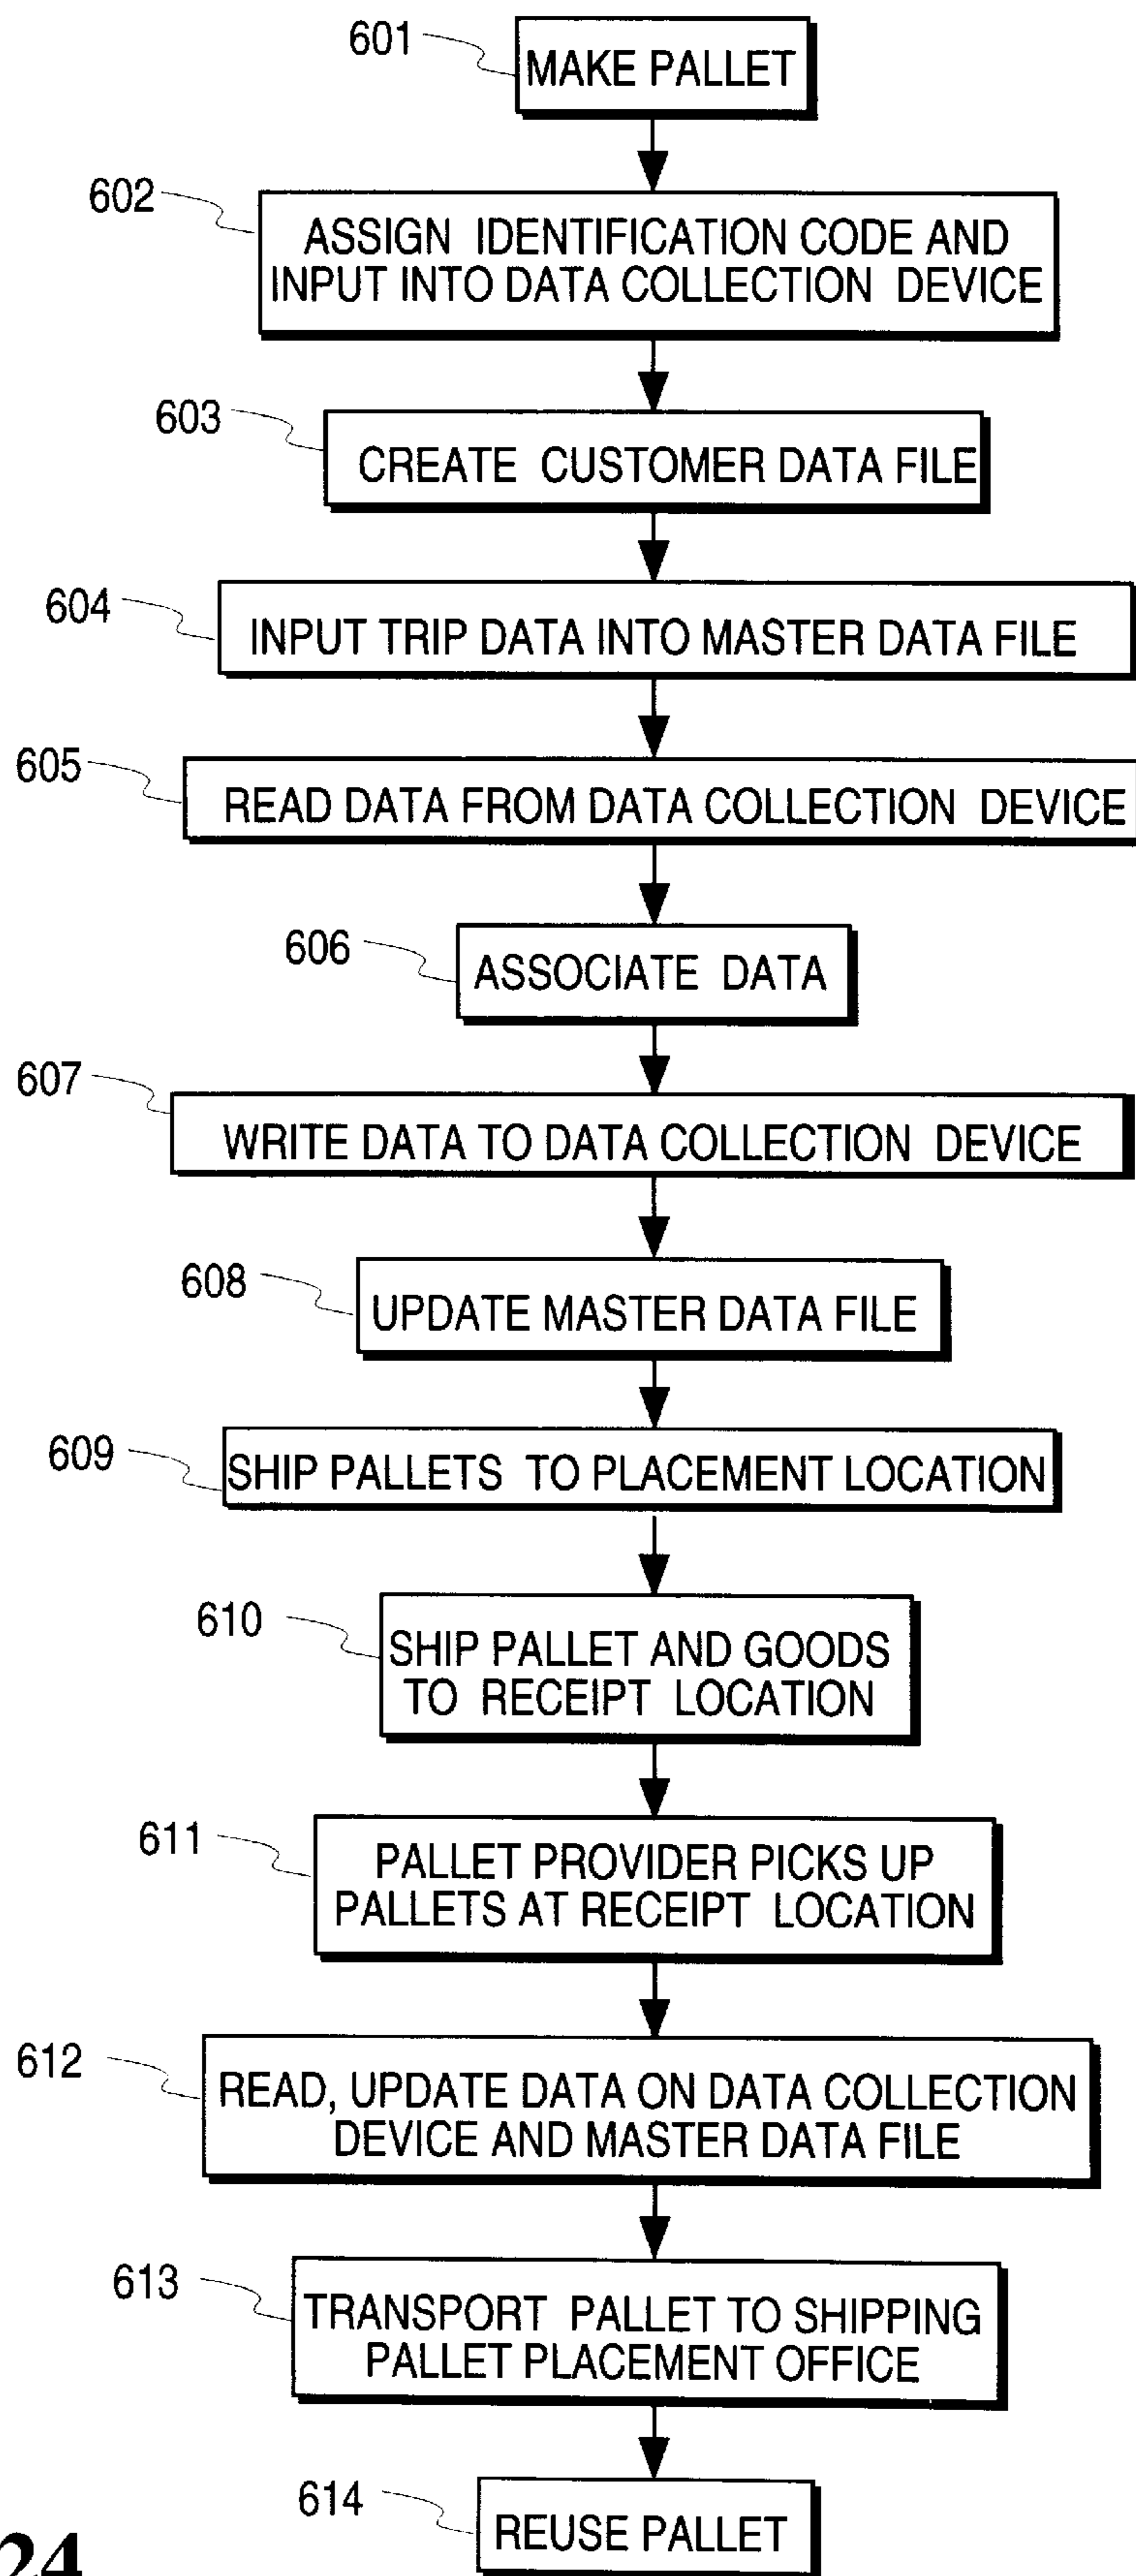 601
MAKE PALLET
602
ASSIGN IDENTIFICATION CODE AND
INPUT INTO DATA COLLECTION DEVICE
603
CREATE CUSTOMER DATA FILE
604
INPUT TRIP DATA INTO MASTER DATA FILE
605
READ DATA FROM DATA COLLECTION DEVICE
606
ASSOCIATE DATA
607
WRITE DATA TO DATA COLLECTION DEVICE
608
UPDATE MASTER DATA FILE
609
SHIP PALLETS TO PLACEMENT LOCATION
610
SHIP PALLET AND GOODS
TO RECEIPT LOCATION
611
PALLET PROVIDER PICKS UP
PALLETS AT RECEIPT LOCATION
612
READ, UPDATE DATA ON DATA COLLECTION
DEVICE AND MASTER DATA FILE
613
TRANSPORT PALLET TO SHIPPING
PALLET PLACEMENT OFFICE
614
REUSE PALLET
24